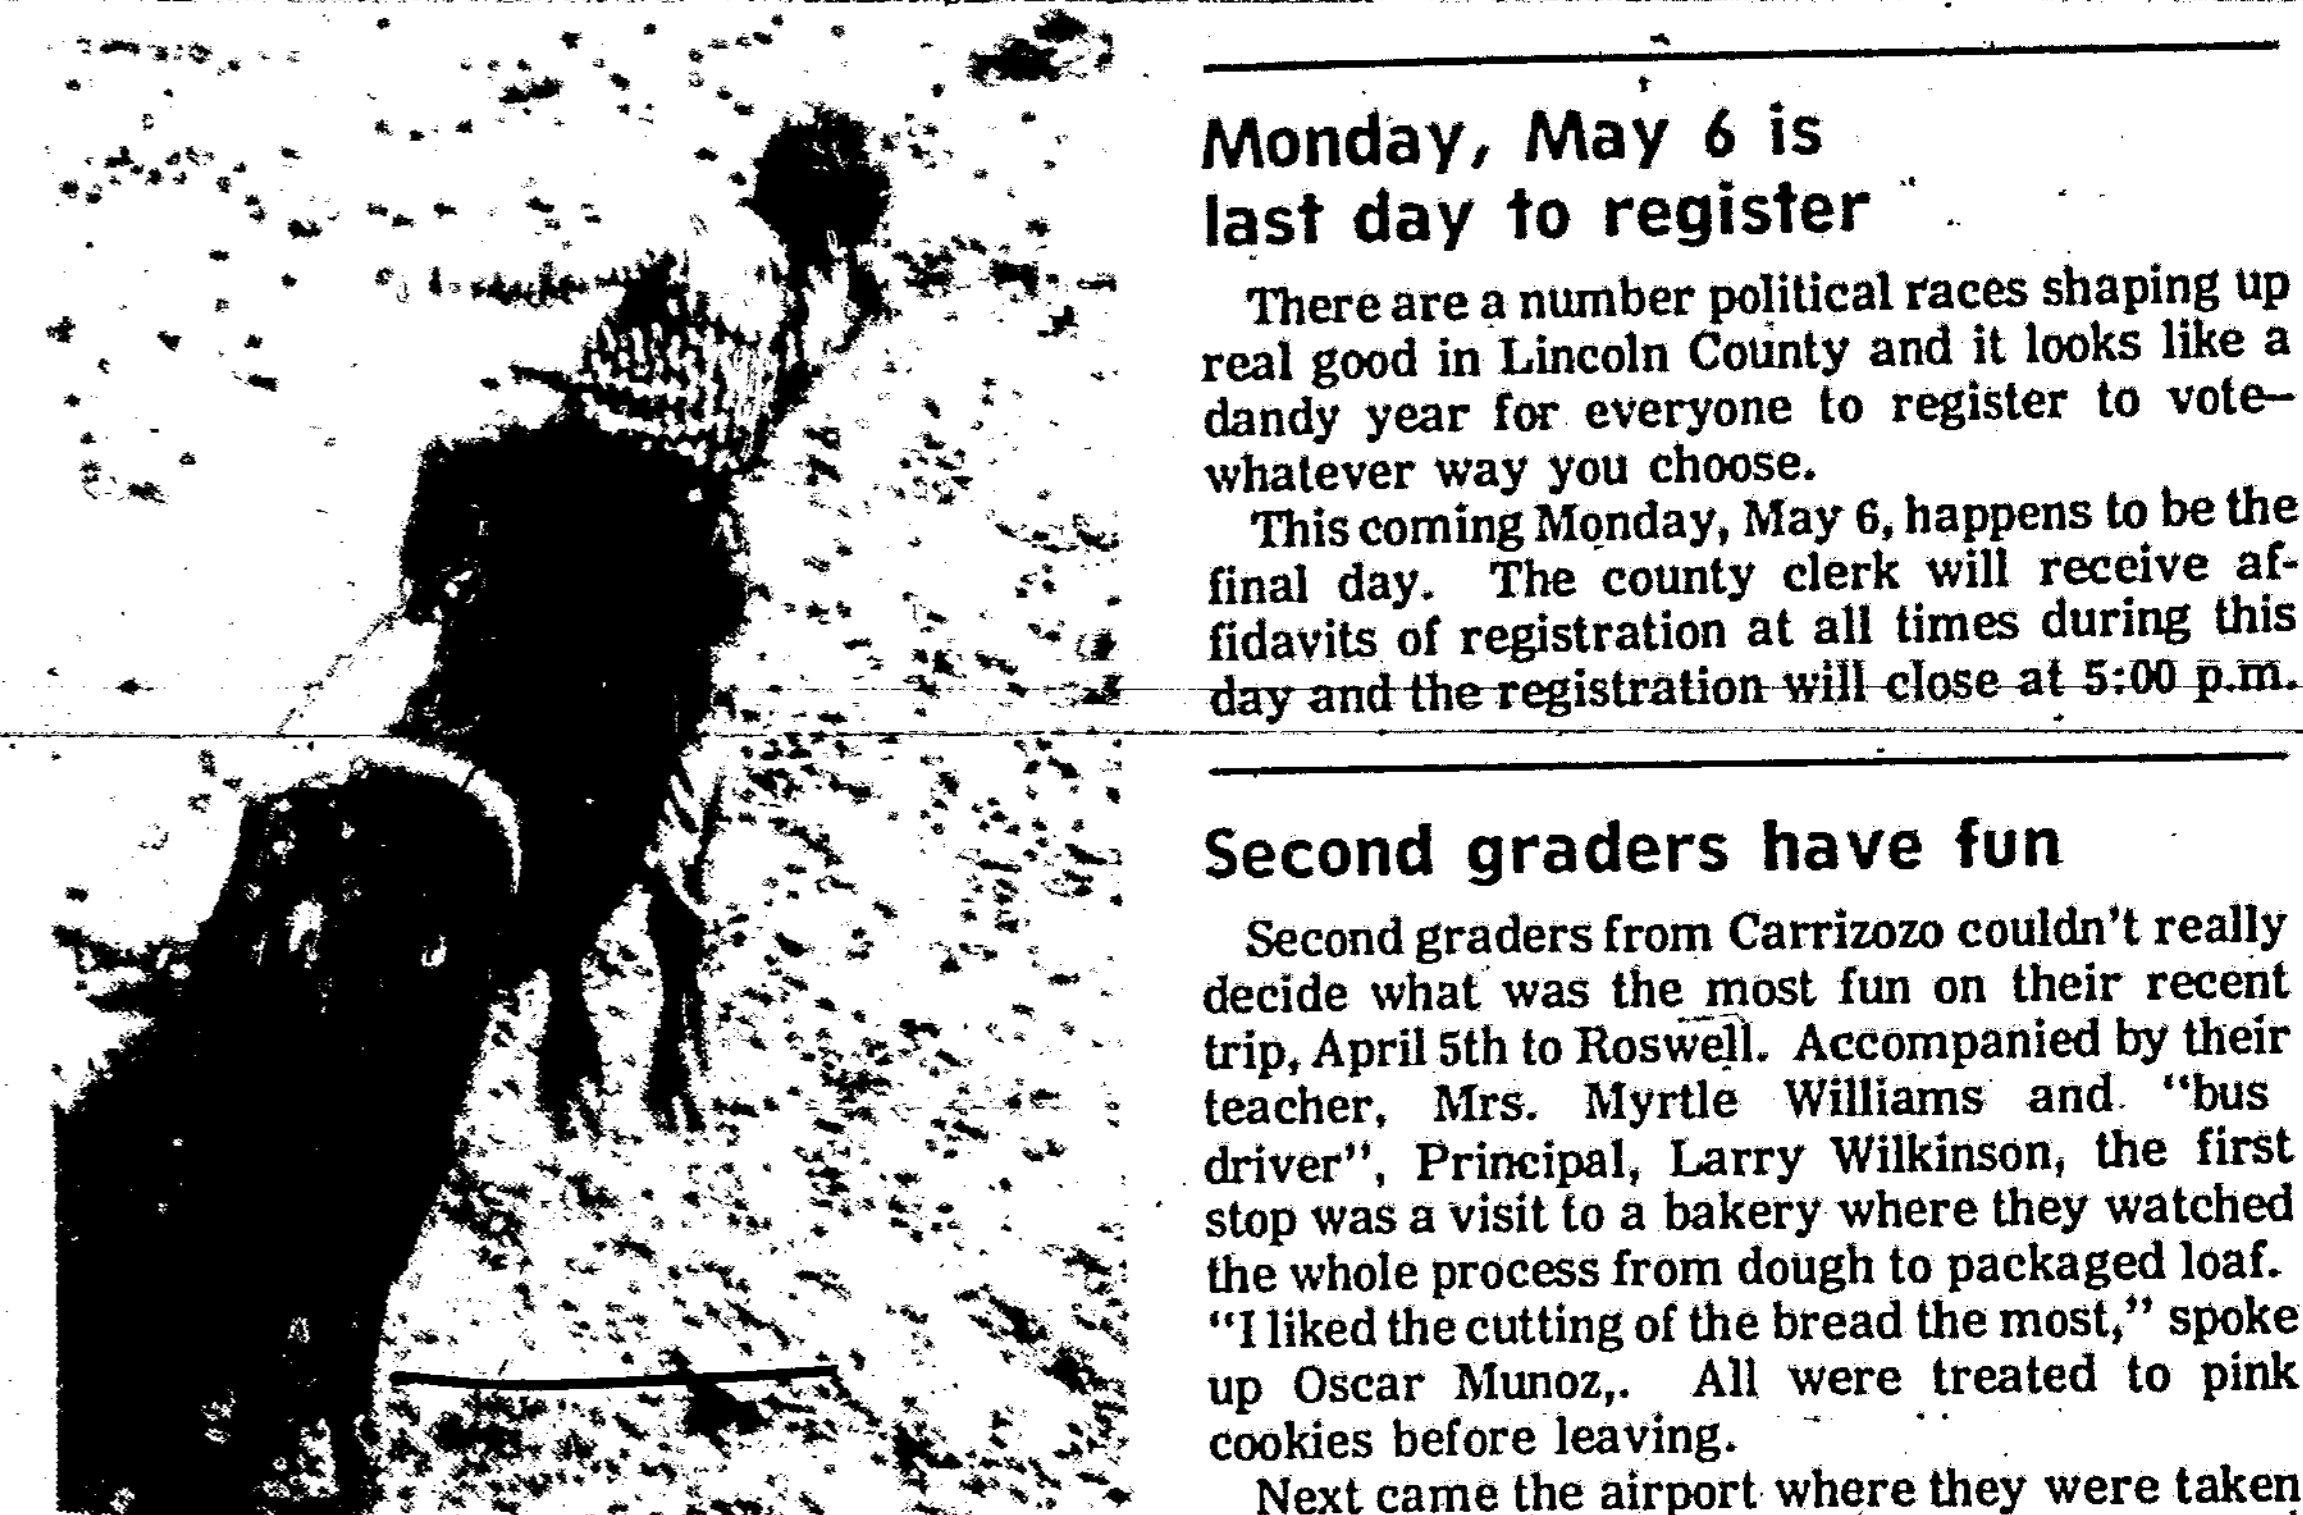 Monday, May 6 is
last day to register
There are a number political races shaping up
real good in Lincoln County and it looks like a
dandy year for everyone to register to vote—
whatever way you choose.
This coming Monday, May 6, happens to be the
final day. The county clerk will receive af-
fidavits of registration at all times during this
day and the registration will close at 5:00 p.m.
Second graders have fun
Second graders from Carrizozo couldn't really
decide what was the most fun on their recent
trip, April 5th to Roswell. Accompanied by their
teacher, Mrs. Myrtle Williams and "bus
driver", Principal, Larry Wilkinson, the first
stop was a visit to a bakery where they watched
the whole process from dough to packaged loaf.
"I liked the cutting of the bread the most," spoke
up Oscar Munoz,. All were treated to pink
cookies before leaving.
Next came the airport where they were taken